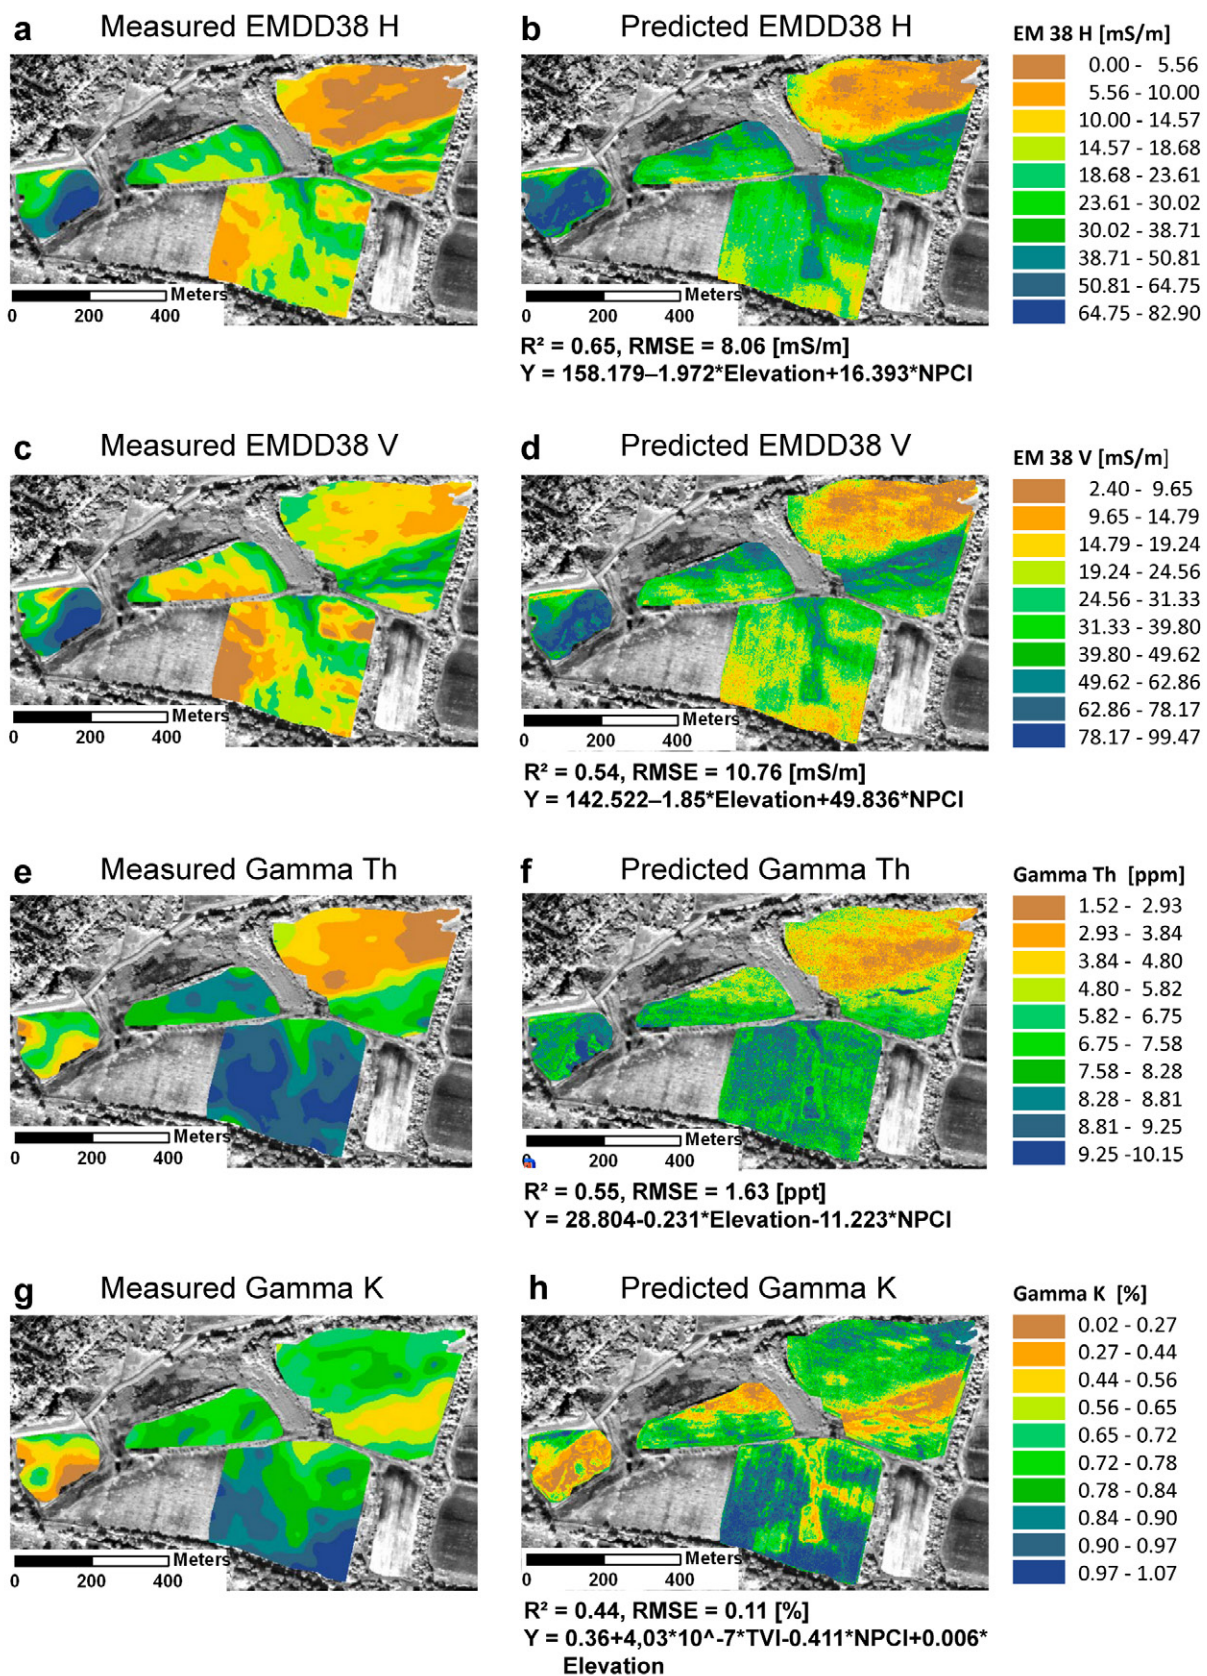 a Measured EMDD38 H
b Predicted EMDD38 H
EM 38 H [mS/m]
0.00 - 5.56
5.56 - 10.00
10.00 - 14.57
14.57 - 18.68
18.68 - 23.61
23.61 - 30.02
30.02 - 38.71
38.71 - 50.81
50.81 - 64.75
64.75 - 82.90
Meters
0 200 400
Meters
0 200 400
R² = 0.65, RMSE = 8.06 [mS/m]
Y = 158.179–1.972*Elevation+16.393*NPCI
c Measured EMDD38 V
d Predicted EMDD38 V
EM 38 V [mS/m]
2.40 - 9.65
9.65 - 14.79
14.79 - 19.24
19.24 - 24.56
24.56 - 31.33
31.33 - 39.80
39.80 - 49.62
49.62 - 62.86
62.86 - 78.17
78.17 - 99.47
Meters
0 200 400
Meters
0 200 400
R² = 0.54, RMSE = 10.76 [mS/m]
Y = 142.522–1.85*Elevation+49.836*NPCI
e Measured Gamma Th
f Predicted Gamma Th
Gamma Th [ppm]
1.52 - 2.93
2.93 - 3.84
3.84 - 4.80
4.80 - 5.82
5.82 - 6.75
6.75 - 7.58
7.58 - 8.28
8.28 - 8.81
8.81 - 9.25
9.25 -10.15
Meters
0 200 400
Meters
0 200 400
R² = 0.55, RMSE = 1.63 [ppt]
Y = 28.804-0.231*Elevation-11.223*NPCI
g Measured Gamma K
h Predicted Gamma K
Gamma K [%]
0.02 - 0.27
0.27 - 0.44
0.44 - 0.56
0.56 - 0.65
0.65 - 0.72
0.72 - 0.78
0.78 - 0.84
0.84 - 0.90
0.90 - 0.97
0.97 - 1.07
Meters
0 200 400
Meters
0 200 400
R² = 0.44, RMSE = 0.11 [%]
Y = 0.36+4,03*10^-7*TVI-0.411*NPCI+0.006*
Elevation